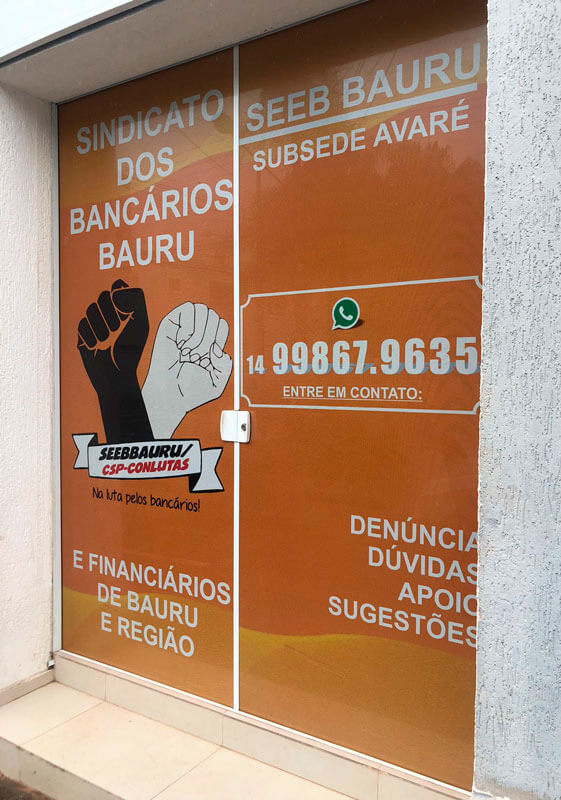 SINDICATO
DOS
BANCÁRIOS
BAURU
SEEBBAURU/
CSP-CONLUTAS
Na luta pelos bancários!
E FINANCIÁRIOS
DE BAURU
E REGIÃO
SEEB BAURU
SUBSEDE AVARÉ
14 99867.9635
ENTRE EM CONTATO:
DENÚNCIA
DÚVIDAS
APOIO
SUGESTÕES